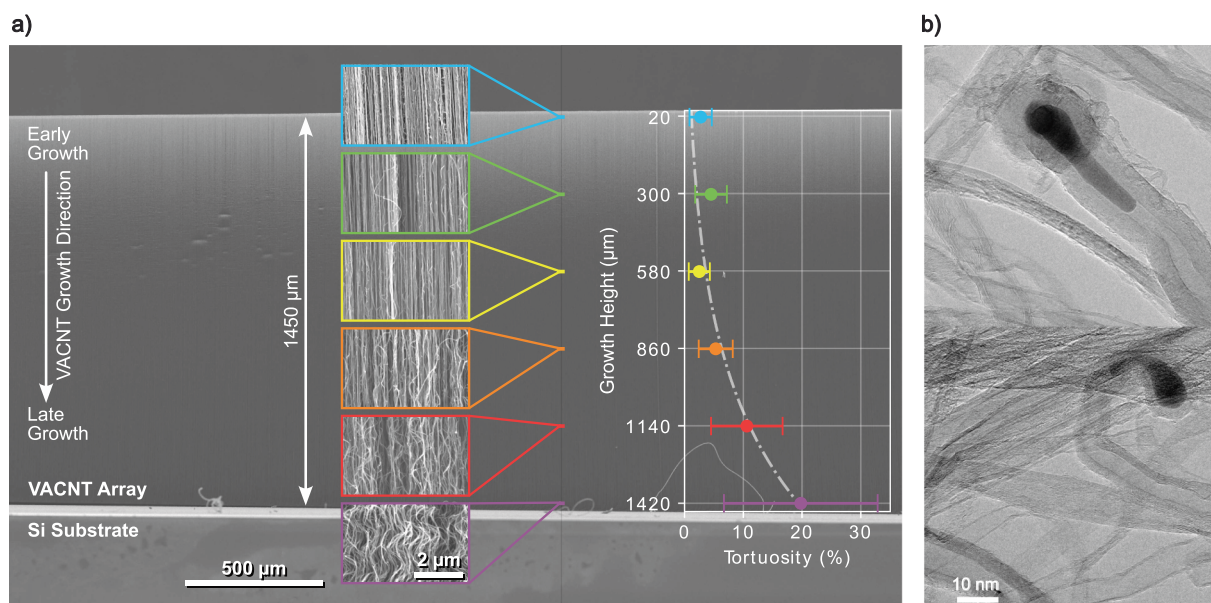 a)
b)
Early
Growth
VACNT Growth Direction
Late
Growth
1450 µm
VACNT Array
Si Substrate
500 µm
2 µm
Growth Height (µm)
20
300
580
860
1140
1420
0 10 20 30
Tortuosity (%)
10 nm